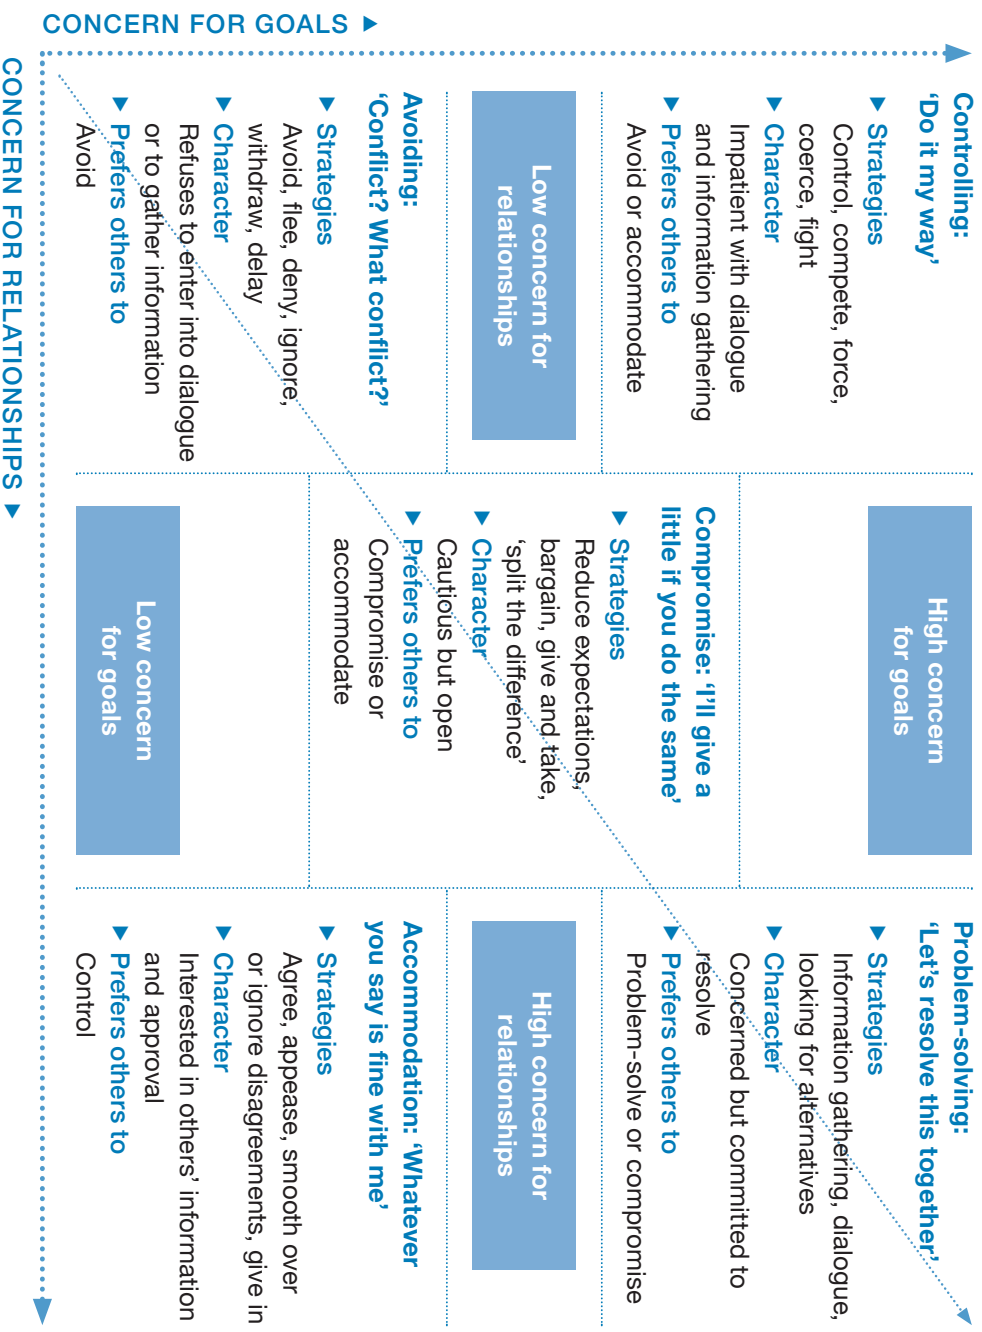 CONCERN FOR GOALS ▶
Controlling:
‘Do it my way’
▶ Strategies
Control, compete, force,
coerce, fight
▶ Character
Impatient with dialogue
and information gathering
▶ Prefers others to
Avoid or accommodate
High concern
for goals
Problem-solving:
‘Let’s resolve this together’
▶ Strategies
Information gathering, dialogue,
looking for alternatives
▶ Character
Concerned but committed to
resolve
▶ Prefers others to
Problem-solve or compromise
Low concern for
relationships
Compromise: ‘I’ll give a
little if you do the same’
▶ Strategies
Reduce expectations,
bargain, give and take,
‘split the difference’
▶ Character
Cautious but open
▶ Prefers others to
Compromise or
accommodate
High concern for
relationships
Avoiding:
‘Conflict? What conflict?’
▶ Strategies
Avoid, flee, deny, ignore,
withdraw, delay
▶ Character
Refuses to enter into dialogue
or to gather information
▶ Prefers others to
Avoid
Low concern
for goals
Accommodation: ‘Whatever
you say is fine with me’
▶ Strategies
Agree, appease, smooth over
or ignore disagreements, give in
▶ Character
Interested in others’ information
and approval
▶ Prefers others to
Control
CONCERN FOR RELATIONSHIPS ▶